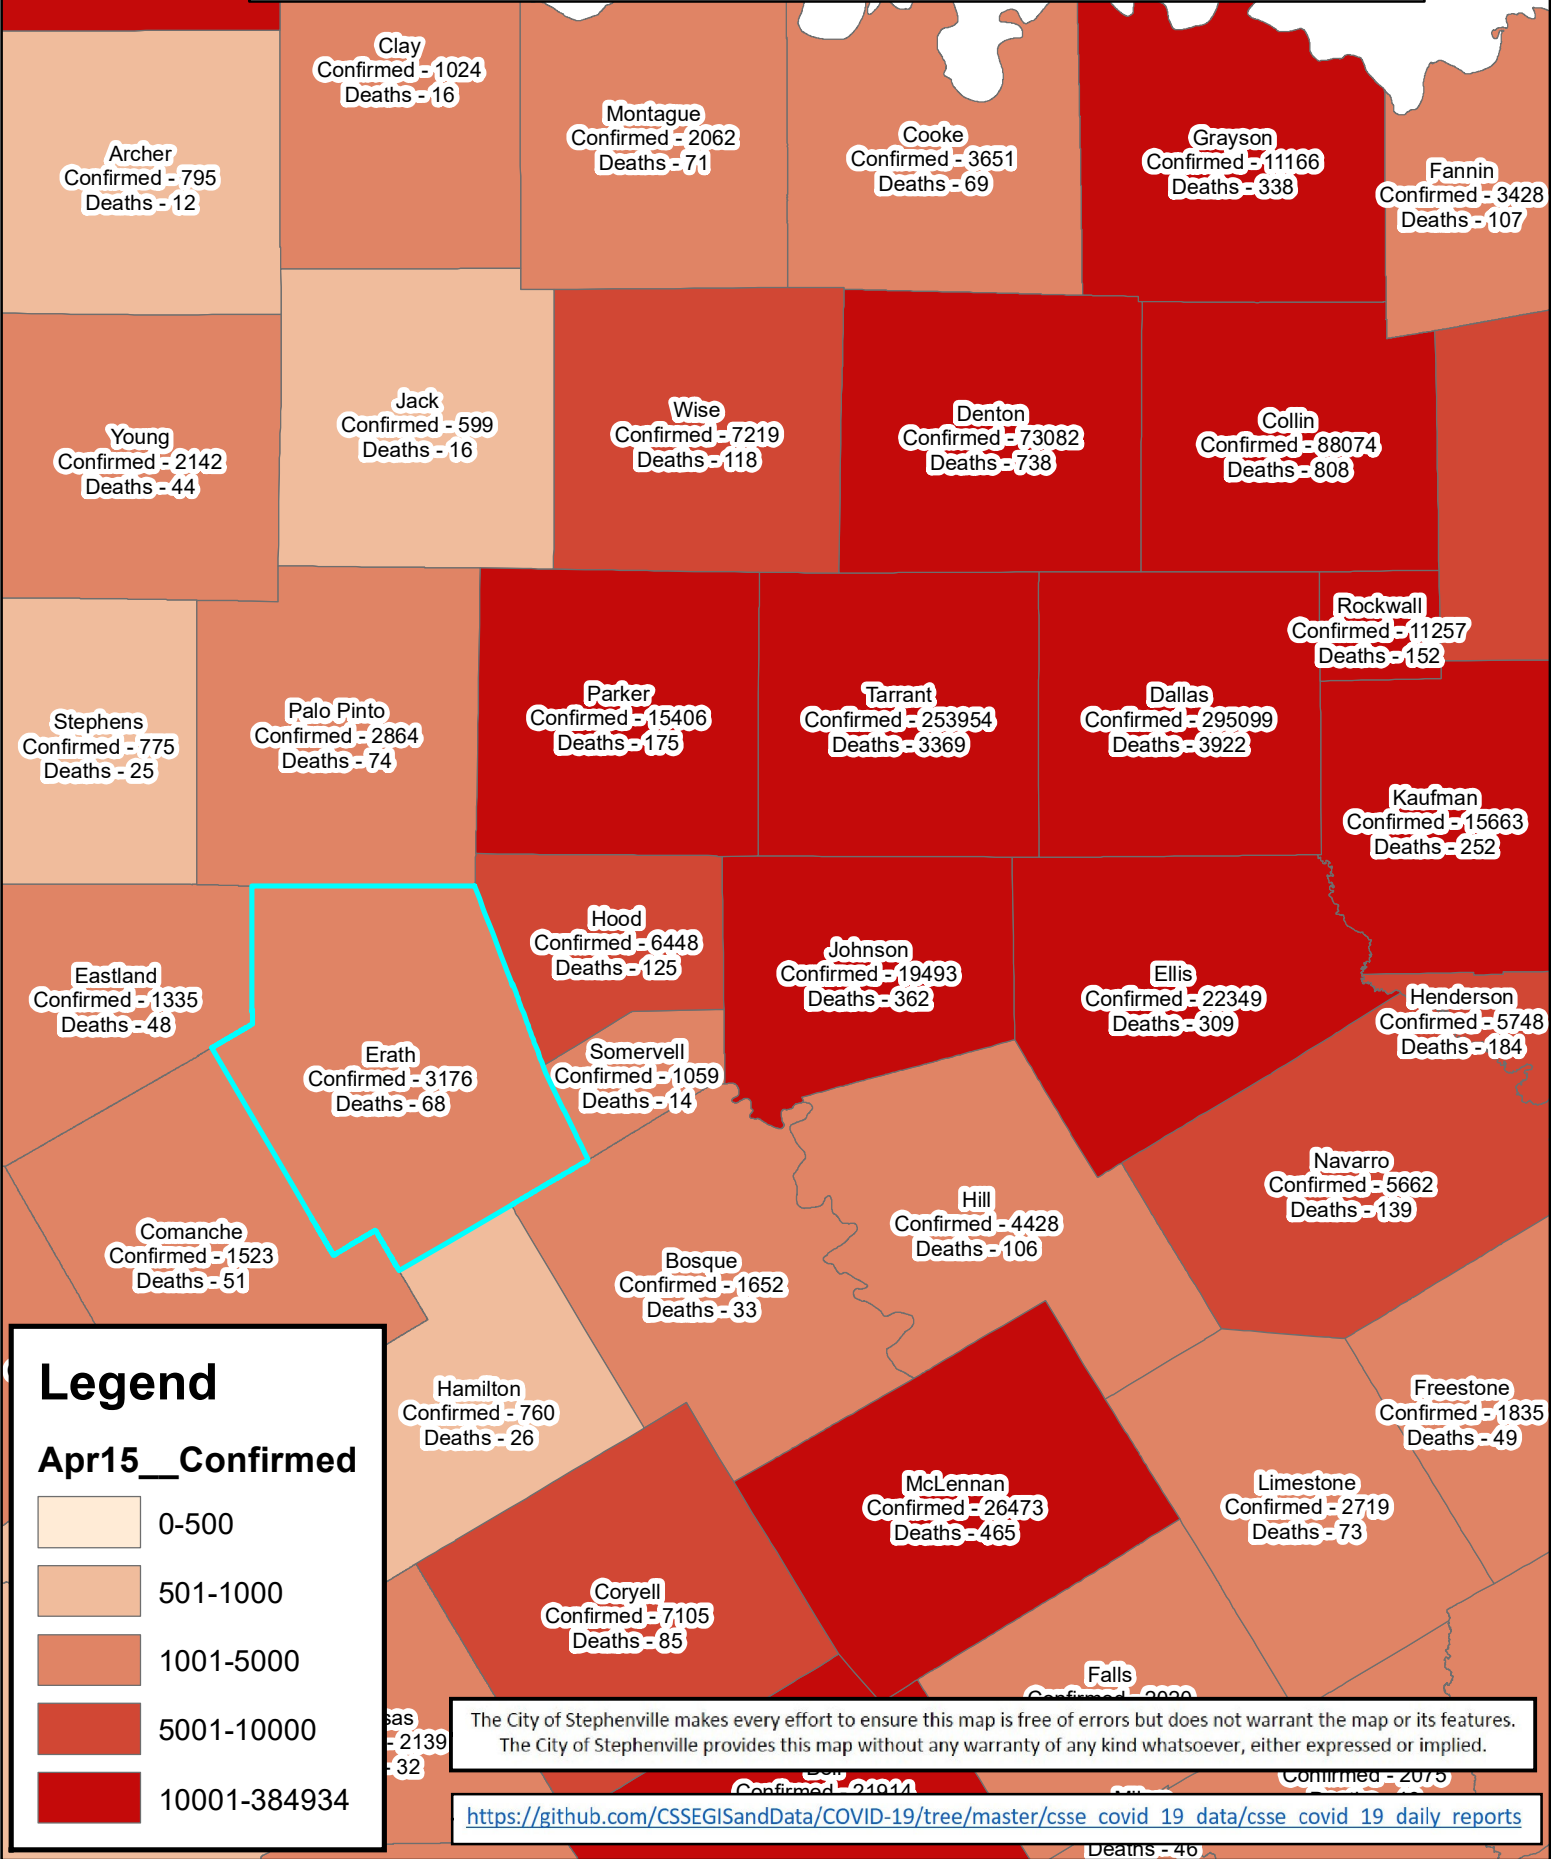 Clay
Confirmed - 1024
Deaths - 16
Montague
Confirmed - 2062
Deaths - 71
Cooke
Confirmed - 3651
Deaths - 69
Grayson
Confirmed - 11166
Deaths - 338
Archer
Confirmed - 795
Deaths - 12
Fannin
Confirmed - 3428
Deaths - 107
Young
Confirmed - 2142
Deaths - 44
Jack
Confirmed - 599
Deaths - 16
Wise
Confirmed - 7219
Deaths - 118
Denton
Confirmed - 73082
Deaths - 738
Collin
Confirmed - 88074
Deaths - 808
Rockwall
Confirmed - 11257
Deaths - 152
Stephens
Confirmed - 775
Deaths - 25
Palo Pinto
Confirmed - 2864
Deaths - 74
Parker
Confirmed - 15406
Deaths - 175
Tarrant
Confirmed - 253954
Deaths - 3369
Dallas
Confirmed - 295099
Deaths - 3922
Kaufman
Confirmed - 15663
Deaths - 252
Eastland
Confirmed - 1335
Deaths - 48
Hood
Confirmed - 6448
Deaths - 125
Johnson
Confirmed - 19493
Deaths - 362
Ellis
Confirmed - 22349
Deaths - 309
Henderson
Confirmed - 5748
Deaths - 184
Erath
Confirmed - 3176
Deaths - 68
Somervell
Confirmed - 1059
Deaths - 14
Navarro
Confirmed - 5662
Deaths - 139
Comanche
Confirmed - 1523
Deaths - 51
Bosque
Confirmed - 1652
Deaths - 33
Hill
Confirmed - 4428
Deaths - 106
Hamilton
Confirmed - 760
Deaths - 26
Freestone
Confirmed - 1835
Deaths - 49
McLennan
Confirmed - 26473
Deaths - 465
Limestone
Confirmed - 2719
Deaths - 73
Coryell
Confirmed - 7105
Deaths - 85
Falls
sas
- 2139
- 32
Confirmed - 21914
Confirmed - 2075
Deaths - 46
Legend
Apr15__Confirmed
0-500
501-1000
1001-5000
5001-10000
10001-384934
The City of Stephenville makes every effort to ensure this map is free of errors but does not warrant the map or its features.
The City of Stephenville provides this map without any warranty of any kind whatsoever, either expressed or implied.
https://github.com/CSSEGISandData/COVID-19/tree/master/csse_covid_19_data/csse_covid_19_daily_reports